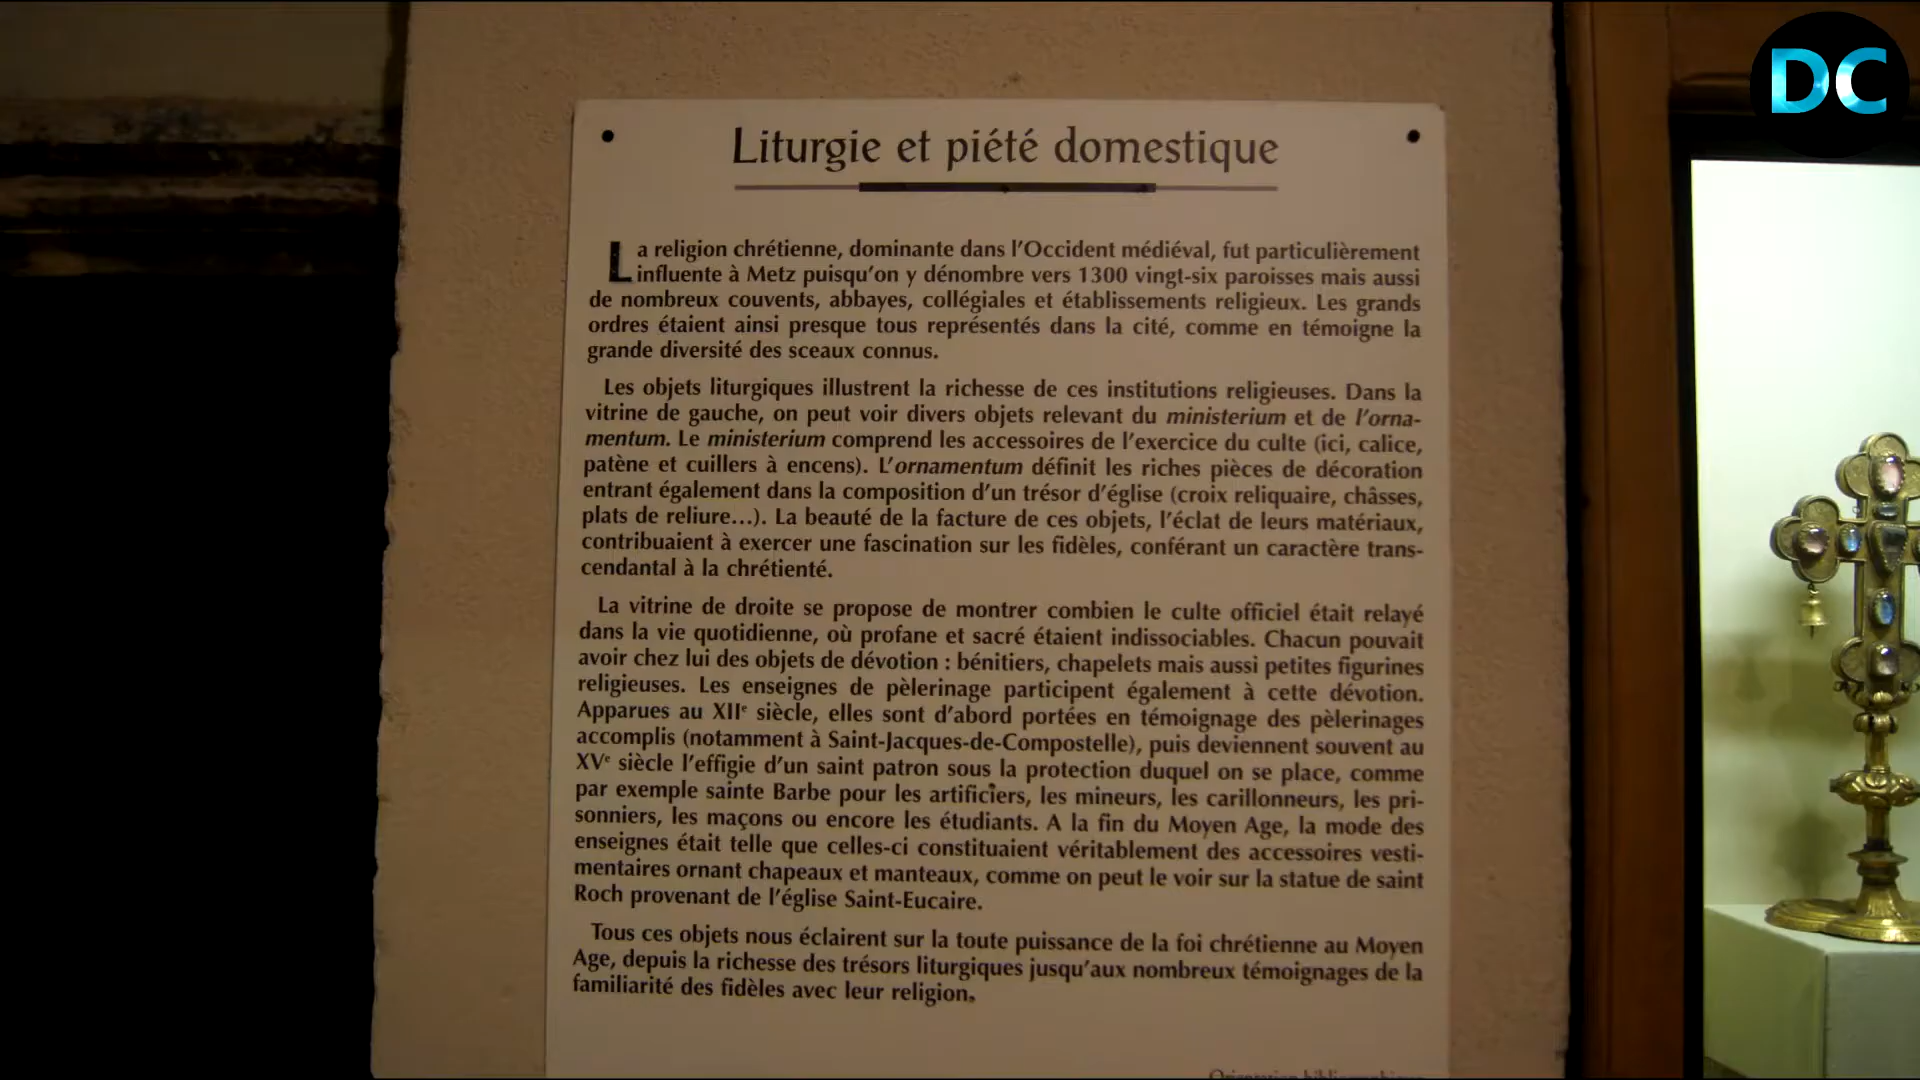 DC
Liturgie et piété domestique
La religion chrétienne, dominante dans l'Occident médiéval, fut particulièrement
influente à Metz puisqu'on y dénombre vers 1300 vingt-six paroisses mais aussi
de nombreux couvents, abbayes, collégiales et établissements religieux. Les grands
ordres étaient ainsi presque tous représentés dans la cité, comme en témoigne la
grande diversité des sceaux connus.
Les objets liturgiques illustrent la richesse de ces institutions religieuses. Dans la
vitrine de gauche, on peut voir divers objets relevant du ministerium et de l'orna-
mentum. Le ministerium comprend les accessoires de l'exercice du culte (ici, calice,
patène et cuillers à encens). L'ornamentum définit les riches pièces de décoration
entrant également dans la composition d'un trésor d'église (croix reliquaire, châsses,
plats de reliure...). La beauté de la facture de ces objets, l'éclat de leurs matériaux,
contribuaient à exercer une fascination sur les fidèles, conférant un caractère trans-
cendantal à la chrétienté.
La vitrine de droite se propose de montrer combien le culte officiel était relayé
dans la vie quotidienne, où profane et sacré étaient indissociables. Chacun pouvait
avoir chez lui des objets de dévotion : bénitiers, chapelets mais aussi petites figurines
religieuses. Les enseignes de pèlerinage participent également à cette dévotion.
Apparues au XIIe siècle, elles sont d'abord portées en témoignage des pèlerinages
accomplis (notamment à Saint-Jacques-de-Compostelle), puis deviennent souvent au
XVe siècle l'effigie d'un saint patron sous la protection duquel on se place, comme
par exemple sainte Barbe pour les artificiers, les mineurs, les carillonneurs, les pri-
sonniers, les maçons ou encore les étudiants. A la fin du Moyen Age, la mode des
enseignes était telle que celles-ci constituaient véritablement des accessoires vesti-
mentaires ornant chapeaux et manteaux, comme on peut le voir sur la statue de saint
Roch provenant de l'église Saint-Eucaire.
Tous ces objets nous éclairent sur la toute puissance de la foi chrétienne au Moyen
Age, depuis la richesse des trésors liturgiques jusqu'aux nombreux témoignages de la
familiarité des fidèles avec leur religion.